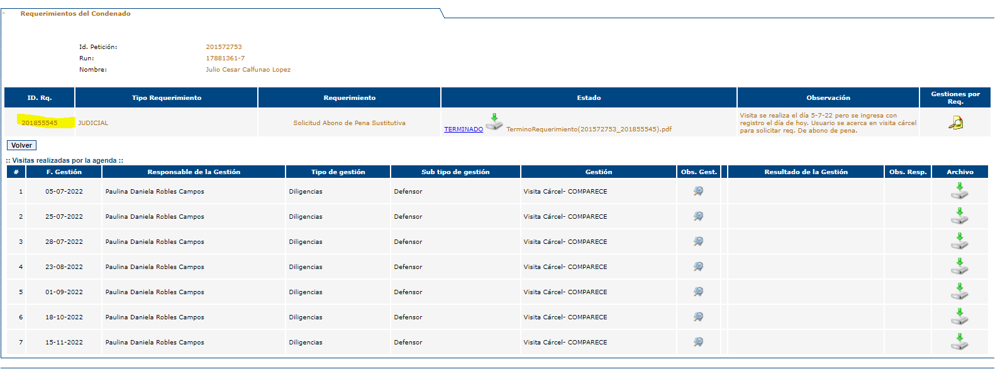 Requerimientos del Condenado
Id. Petición: 201572753
Run: 17881361-7
Nombre: Julio Cesar Calfunao Lopez
ID. Rq. Tipo Requerimiento Requerimiento Estado Observación Gestiones por Req.
201855545 JUDICIAL Solicitud Abono de Pena Sustitutiva TERMINADO TerminoRequerimiento(201572753_201855545).pdf
Visita se realiza el día 5-7-22 pero se ingresa con
registro el día de hoy. Usuario se acerca en visita cárcel
para solicitar req. De abono de pena.
Volver
:: Visitas realizadas por la agenda ::
# F. Gestión Responsable de la Gestión Tipo de gestión Sub tipo de gestión Gestión Obs. Gest. Resultado de la Gestión Obs. Resp. Archivo
1 05-07-2022 Paulina Daniela Robles Campos Diligencias Defensor Visita Cárcel- COMPARECE
2 25-07-2022 Paulina Daniela Robles Campos Diligencias Defensor Visita Cárcel- COMPARECE
3 28-07-2022 Paulina Daniela Robles Campos Diligencias Defensor Visita Cárcel- COMPARECE
4 23-08-2022 Paulina Daniela Robles Campos Diligencias Defensor Visita Cárcel- COMPARECE
5 01-09-2022 Paulina Daniela Robles Campos Diligencias Defensor Visita Cárcel- COMPARECE
6 18-10-2022 Paulina Daniela Robles Campos Diligencias Defensor Visita Cárcel- COMPARECE
7 15-11-2022 Paulina Daniela Robles Campos Diligencias Defensor Visita Cárcel- COMPARECE